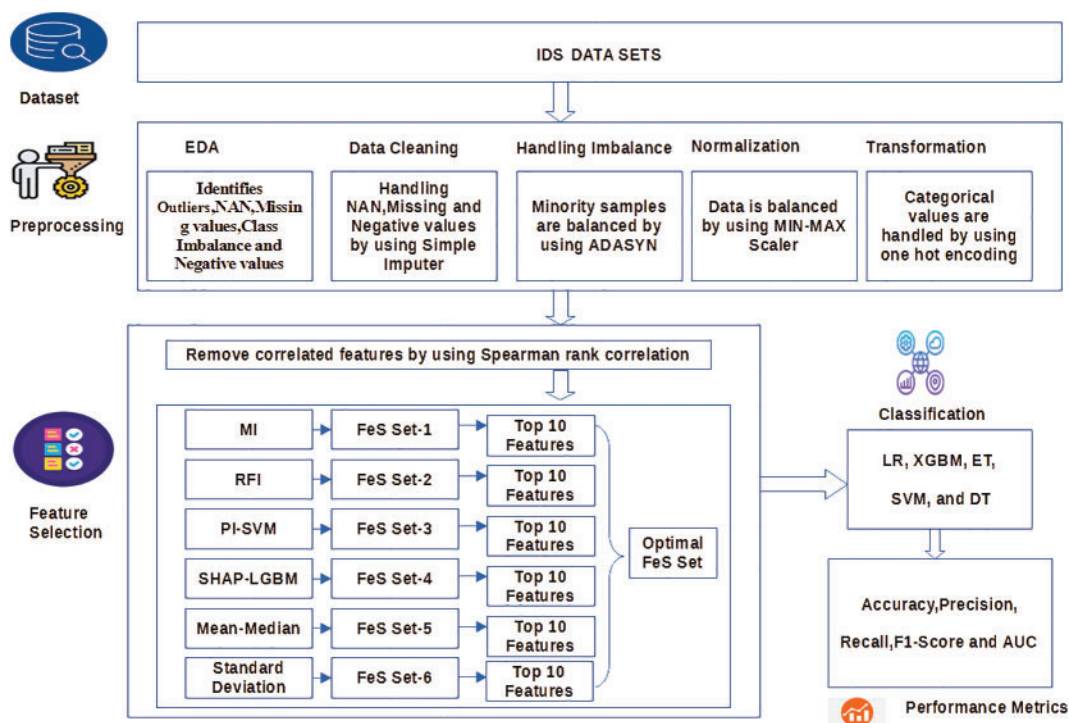 IDS DATA SETS
Dataset
Preprocessing
EDA
Identifies
Outliers,NAN,Missin
g values,Class
Imbalance and
Negative values
Data Cleaning
Handling
NAN,Missing and
Negative values
by using Simple
Imputer
Handling Imbalance
Minority samples
are balanced by
using ADASYN
Normalization
Data is balanced
by using MIN-MAX
Scaler
Transformation
Categorical
values are
handled by using
one hot encoding
Feature
Selection
Remove correlated features by using Spearman rank correlation
MI
FeS Set-1
Top 10
Features
RFI
FeS Set-2
Top 10
Features
PI-SVM
FeS Set-3
Top 10
Features
SHAP-LGBM
FeS Set-4
Top 10
Features
Mean-Median
FeS Set-5
Top 10
Features
Standard
Deviation
FeS Set-6
Top 10
Features
Optimal
FeS Set
Classification
LR, XGBM, ET,
SVM, and DT
Accuracy,Precision,
Recall,F1-Score and AUC
Performance Metrics